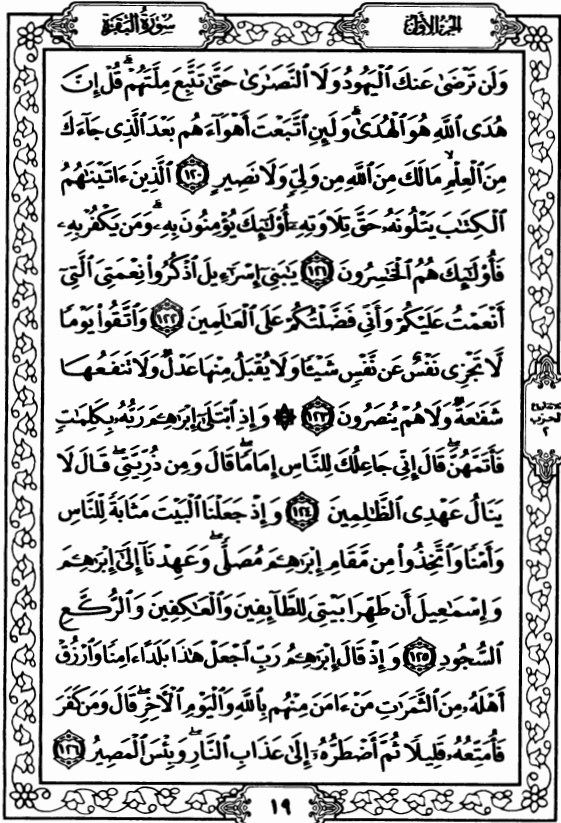 سُورَةُ البَقَرَةِ
الجُزءُ الأَوَّلُ
وَلَن تَرْضَىٰ عَنكَ ٱلْيَهُودُ وَلَا ٱلنَّصَٰرَىٰ حَتَّىٰ تَتَّبِعَ مِلَّتَهُمْ ۗ قُلْ إِنَّ
هُدَى ٱللَّهِ هُوَ ٱلْهُدَىٰ ۗ وَلَئِنِ ٱتَّبَعْتَ أَهْوَآءَهُم بَعْدَ ٱلَّذِى جَآءَكَ
مِنَ ٱلْعِلْمِ ۙ مَا لَكَ مِنَ ٱللَّهِ مِن وَلِىٍّ وَلَا نَصِيرٍ ١٢٠ ٱلَّذِينَ ءَاتَيْنَٰهُمُ
ٱلْكِتَٰبَ يَتْلُونَهُۥ حَقَّ تِلَاوَتِهِۦٓ أُو۟لَٰٓئِكَ يُؤْمِنُونَ بِهِۦ ۗ وَمَن يَكْفُرْ بِهِۦ
فَأُو۟لَٰٓئِكَ هُمُ ٱلْخَٰسِرُونَ ١٢١ يَٰبَنِىٓ إِسْرَٰٓءِيلَ ٱذْكُرُوا۟ نِعْمَتِىَ ٱلَّتِىٓ
أَنْعَمْتُ عَلَيْكُمْ وَأَنِّى فَضَّلْتُكُمْ عَلَى ٱلْعَٰلَمِينَ ١٢٢ وَٱتَّقُوا۟ يَوْمًا
لَّا تَجْزِى نَفْسٌ عَن نَّفْسٍ شَيْـًٔا وَلَا يُقْبَلُ مِنْهَا عَدْلٌ وَلَا تَنفَعُهَا
شَفَٰعَةٌ وَلَا هُمْ يُنصَرُونَ ١٢٣ ۞ وَإِذِ ٱبْتَلَىٰٓ إِبْرَٰهِـۧمَ رَبُّهُۥ بِكَلِمَٰتٍ
فَأَتَمَّهُنَّ ۖ قَالَ إِنِّى جَاعِلُكَ لِلنَّاسِ إِمَامًا ۖ قَالَ وَمِن ذُرِّيَّتِى ۖ قَالَ لَا
يَنَالُ عَهْدِى ٱلظَّٰلِمِينَ ١٢٤ وَإِذْ جَعَلْنَا ٱلْبَيْتَ مَثَابَةً لِّلنَّاسِ
وَأَمْنًا وَٱتَّخِذُوا۟ مِن مَّقَامِ إِبْرَٰهِـۧمَ مُصَلًّى ۖ وَعَهِدْنَآ إِلَىٰٓ إِبْرَٰهِـۧمَ
وَإِسْمَٰعِيلَ أَن طَهِّرَا بَيْتِىَ لِلطَّآئِفِينَ وَٱلْعَٰكِفِينَ وَٱلرُّكَّعِ
ٱلسُّجُودِ ١٢٥ وَإِذْ قَالَ إِبْرَٰهِـۧمُ رَبِّ ٱجْعَلْ هَٰذَا بَلَدًا ءَامِنًا وَٱرْزُقْ
أَهْلَهُۥ مِنَ ٱلثَّمَرَٰتِ مَنْ ءَامَنَ مِنْهُم بِٱللَّهِ وَٱلْيَوْمِ ٱلْءَاخِرِ ۖ قَالَ وَمَن كَفَرَ
فَأُمَتِّعُهُۥ قَلِيلًا ثُمَّ أَضْطَرُّهُۥٓ إِلَىٰ عَذَابِ ٱلنَّارِ ۖ وَبِئْسَ ٱلْمَصِيرُ ١٢٦
الحزب
٢
١٩